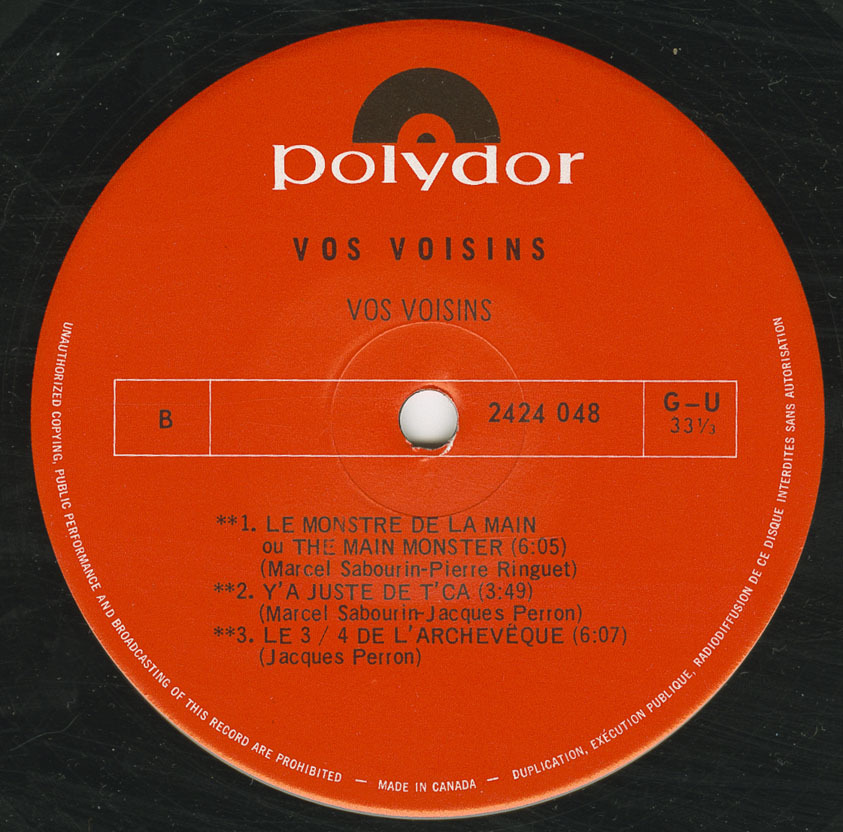 polydor
VOS VOISINS
VOS VOISINS
B
2424 048
G-U
33⅓
**1. LE MONSTRE DE LA MAIN
ou THE MAIN MONSTER (6:05)
(Marcel Sabourin-Pierre Ringuet)
**2. Y'A JUSTE DE T'CA (3:49)
(Marcel Sabourin-Jacques Perron)
**3. LE 3 / 4 DE L'ARCHEVÊQUE (6:07)
(Jacques Perron)
UNAUTHORIZED COPYING, PUBLIC PERFORMANCE AND BROADCASTING OF THIS RECORD ARE PROHIBITED — MADE IN CANADA — DUPLICATION, EXÉCUTION PUBLIQUE, RADIODIFFUSION DE CE DISQUE INTERDITES SANS AUTORISATION